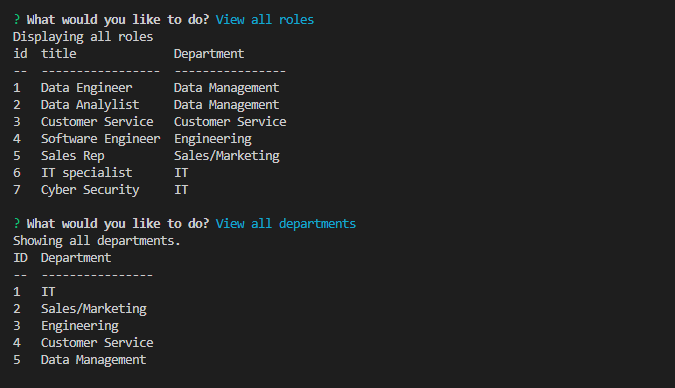 ? What would you like to do? View all roles
Displaying all roles
id  title              Department
--  -----------------  ----------------
1   Data Engineer      Data Management
2   Data Analylist     Data Management
3   Customer Service   Customer Service
4   Software Engineer  Engineering
5   Sales Rep          Sales/Marketing
6   IT specialist      IT
7   Cyber Security     IT
? What would you like to do? View all departments
Showing all departments.
ID  Department
--  ----------------
1   IT
2   Sales/Marketing
3   Engineering
4   Customer Service
5   Data Management